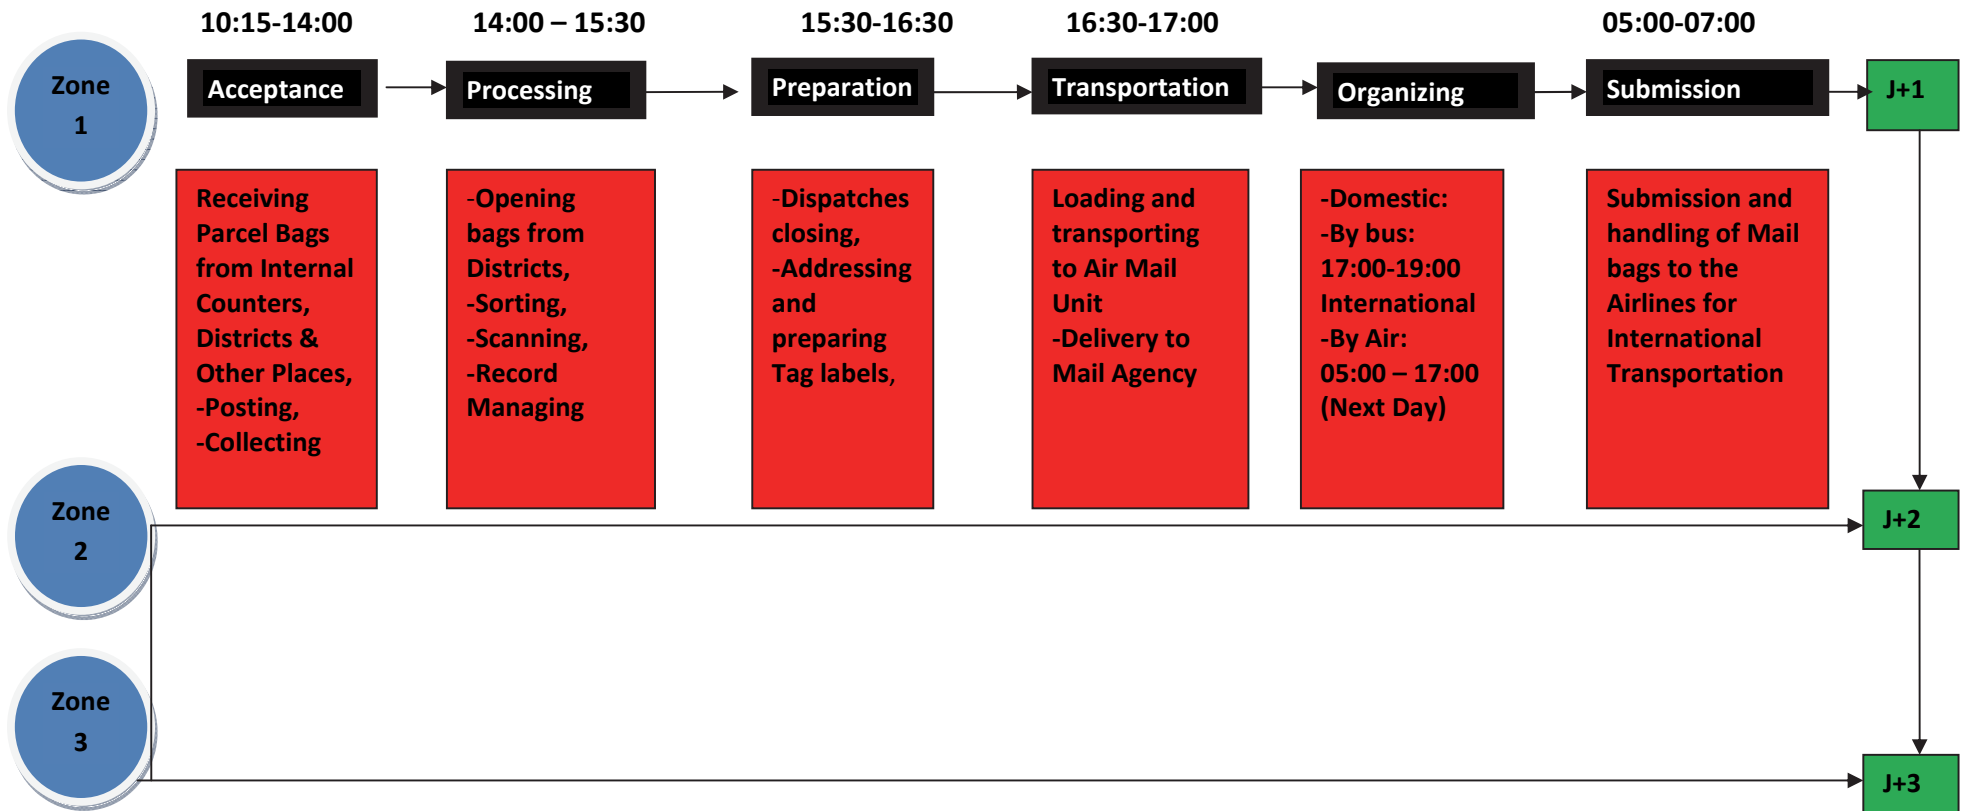 10:15-14:00
14:00 – 15:30
15:30-16:30
16:30-17:00
05:00-07:00
Zone
1
Acceptance
Processing
Preparation
Transportation
Organizing
Submission
J+1
Receiving
Parcel Bags
from Internal
Counters,
Districts &
Other Places,
-Posting,
-Collecting
-Opening
bags from
Districts,
-Sorting,
-Scanning,
-Record
Managing
-Dispatches
closing,
-Addressing
and
preparing
Tag labels,
Loading and
transporting
to Air Mail
Unit
-Delivery to
Mail Agency
-Domestic:
-By bus:
17:00-19:00
International
-By Air:
05:00 – 17:00
(Next Day)
Submission and
handling of Mail
bags to the
Airlines for
International
Transportation
Zone
2
J+2
Zone
3
J+3